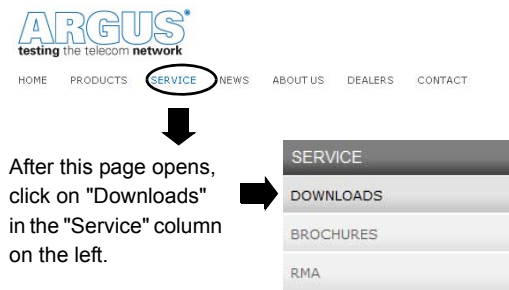 ARGUS®
testing the telecom network
HOME PRODUCTS SERVICE NEWS ABOUT US DEALERS CONTACT
After this page opens,
click on "Downloads"
in the "Service" column
on the left.
SERVICE
DOWNLOADS
BROCHURES
RMA